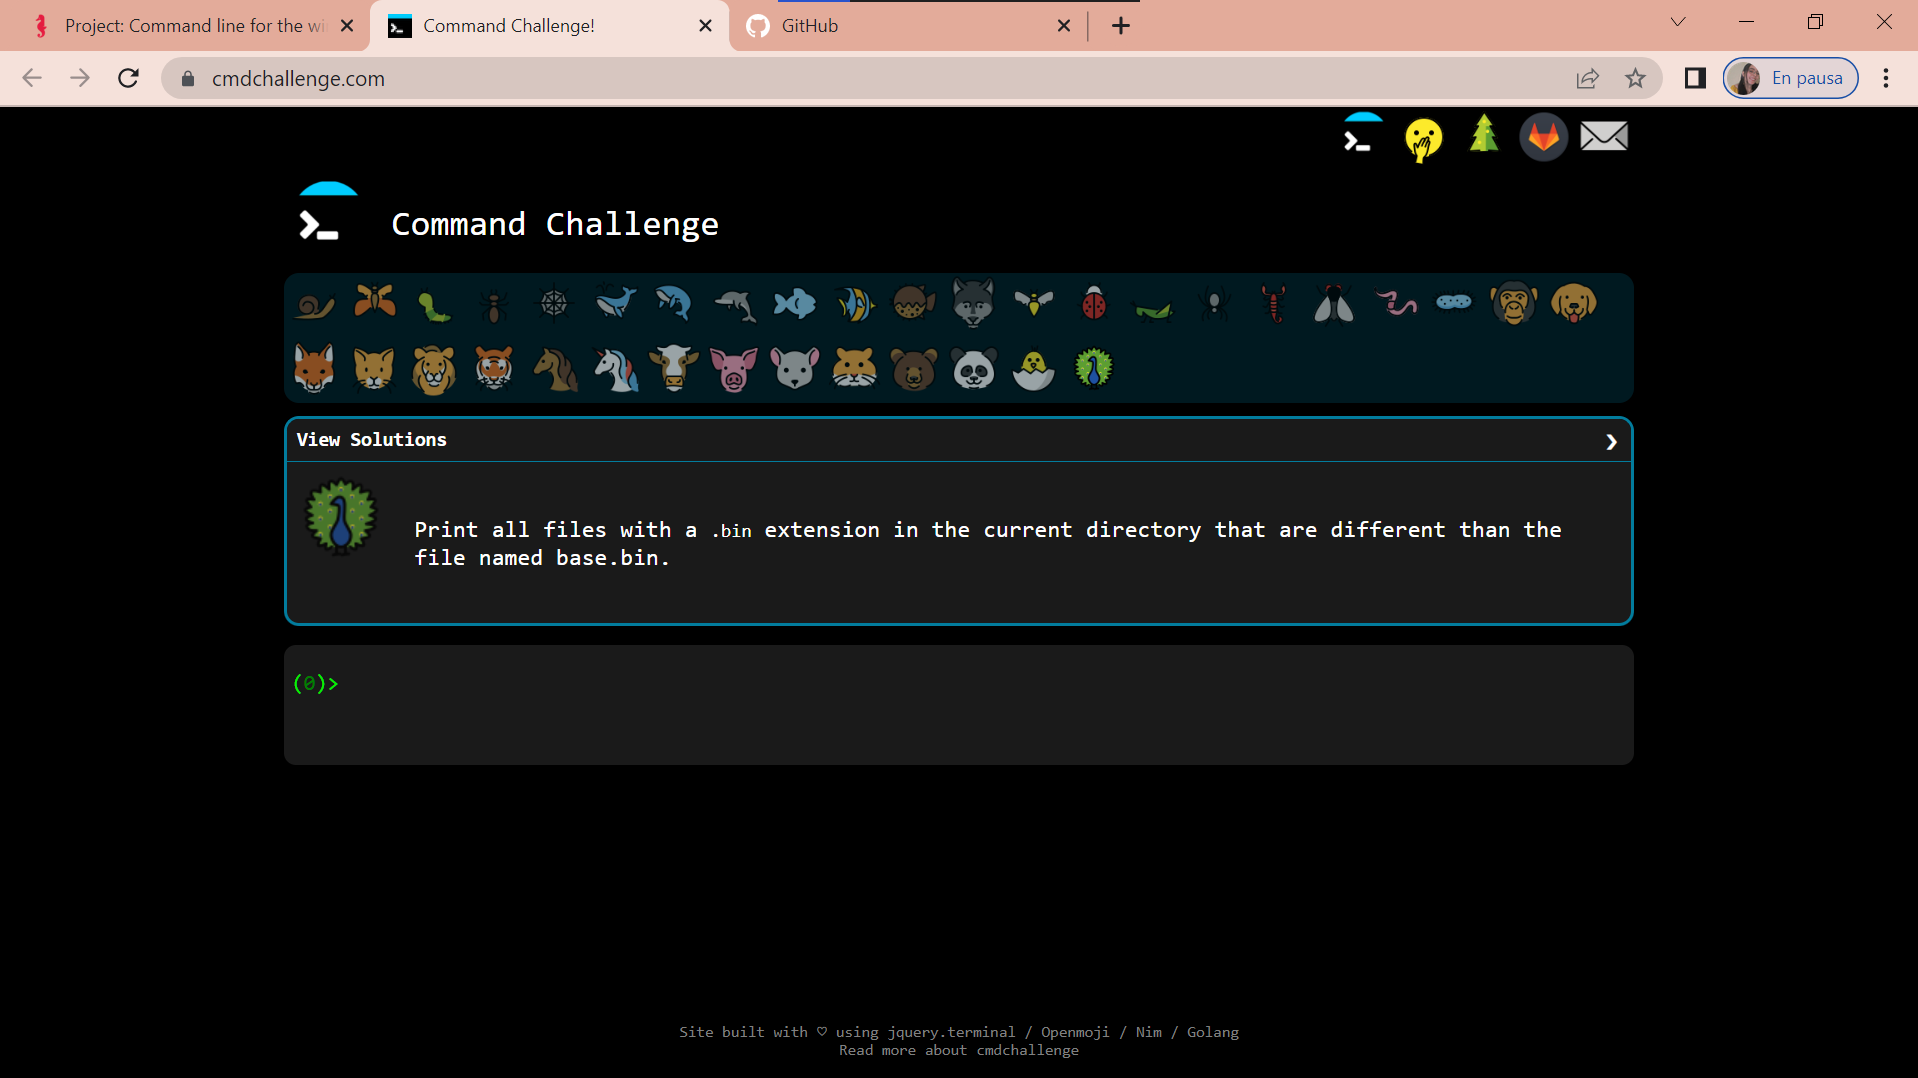 Project: Command line for the wi
Command Challenge!
GitHub
cmdchallenge.com
En pausa
Command Challenge
View Solutions
Print all files with a .bin extension in the current directory that are different than the
file named base.bin.
(0)>
Site built with ♡ using jquery.terminal / Openmoji / Nim / Golang
Read more about cmdchallenge